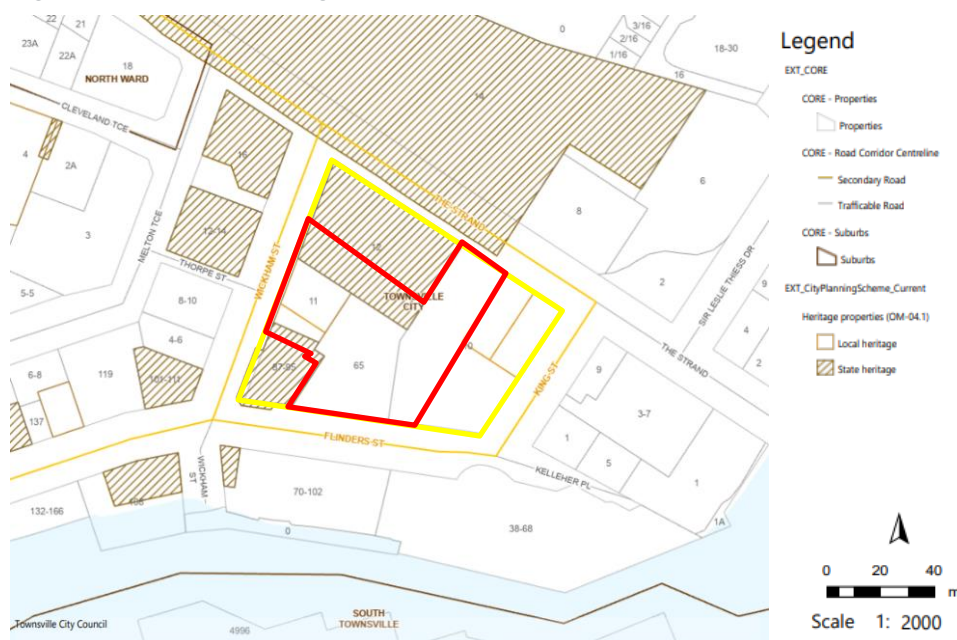 22
21
23A
22A
18
NORTH WARD
CLEVELAND TCE
4
2A
3
MELTON TCE
16
12-14
THORPE ST
5-5
8-10
4-6
6-8
119
101-111
137
WICKHAM ST
0
3/16
2/16
1/16
16
18-30
14
THE STRAND
8
6
2
SIR LESLIE THIESS DR
9
4
2
THE STRAND
11
TOWNSVILLE
CITY
65
KING ST
9
3-7
1
5
1
1A
KELLEHER PL
FLINDERS ST
WICKHAM
ST
132-166
70-102
0
38-68
Townsville City Council
4996
SOUTH
TOWNSVILLE
Legend
EXT_CORE
CORE - Properties
Properties
CORE - Road Corridor Centreline
Secondary Road
Trafficable Road
CORE - Suburbs
Suburbs
EXT_CityPlanningScheme_Current
Heritage properties (OM-04.1)
Local heritage
State heritage
0 20 40
m
Scale 1: 2000